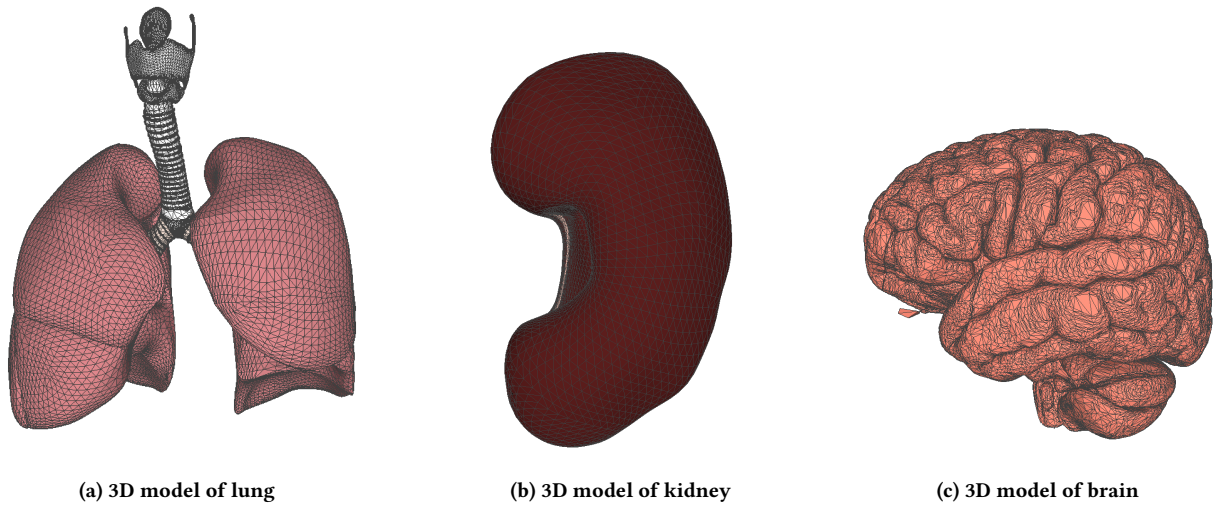 (a) 3D model of lung
(b) 3D model of kidney
(c) 3D model of brain